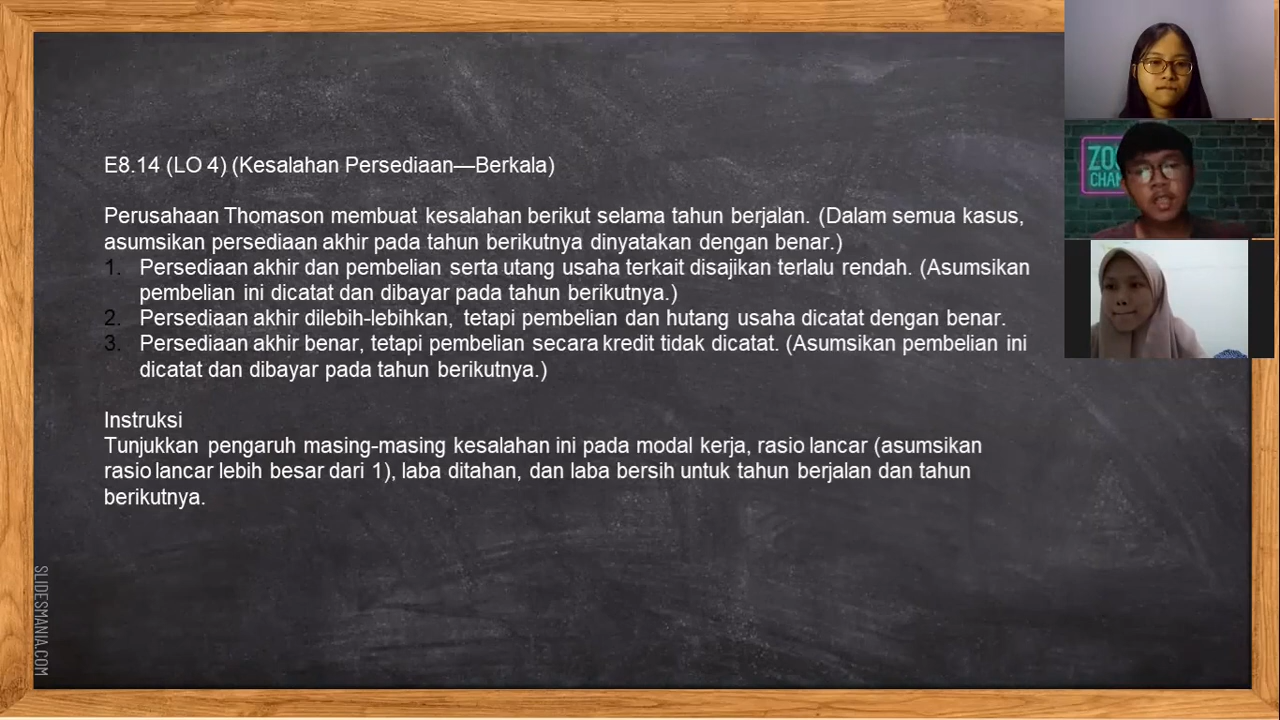 E8.14 (LO 4) (Kesalahan Persediaan—Berkala)
Perusahaan Thomason membuat kesalahan berikut selama tahun berjalan. (Dalam semua kasus,
asumsikan persediaan akhir pada tahun berikutnya dinyatakan dengan benar.)
1. Persediaan akhir dan pembelian serta utang usaha terkait disajikan terlalu rendah. (Asumsikan
pembelian ini dicatat dan dibayar pada tahun berikutnya.)
2. Persediaan akhir dilebih-lebihkan, tetapi pembelian dan hutang usaha dicatat dengan benar.
3. Persediaan akhir benar, tetapi pembelian secara kredit tidak dicatat. (Asumsikan pembelian ini
dicatat dan dibayar pada tahun berikutnya.)
Instruksi
Tunjukkan pengaruh masing-masing kesalahan ini pada modal kerja, rasio lancar (asumsikan
rasio lancar lebih besar dari 1), laba ditahan, dan laba bersih untuk tahun berjalan dan tahun
berikutnya.
SLIDESMANIA.COM
ZO
CHA